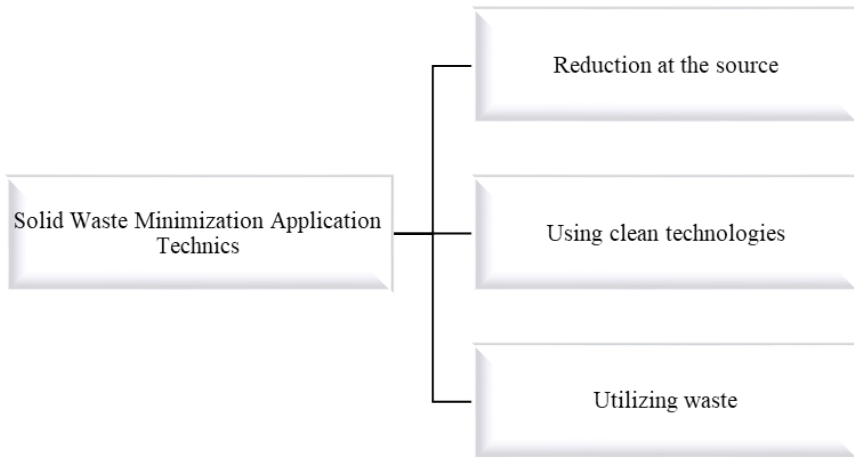 Solid Waste Minimization Application
Technics
Reduction at the source
Using clean technologies
Utilizing waste